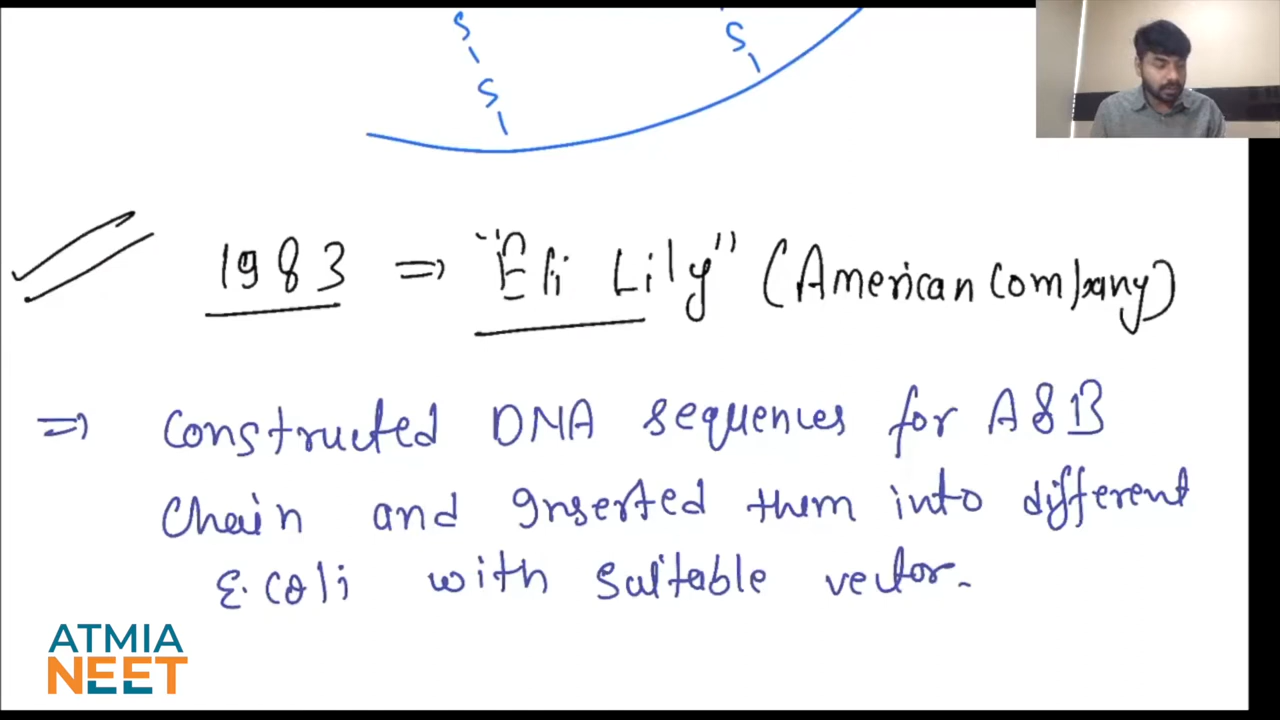 S S
S
1983 ⇒ "Eli Lily" (American Company)
⇒ Constructed DNA sequences for A & B
Chain and Inserted them into different
E.Coli with Suitable vector.
ATMIA
NEET